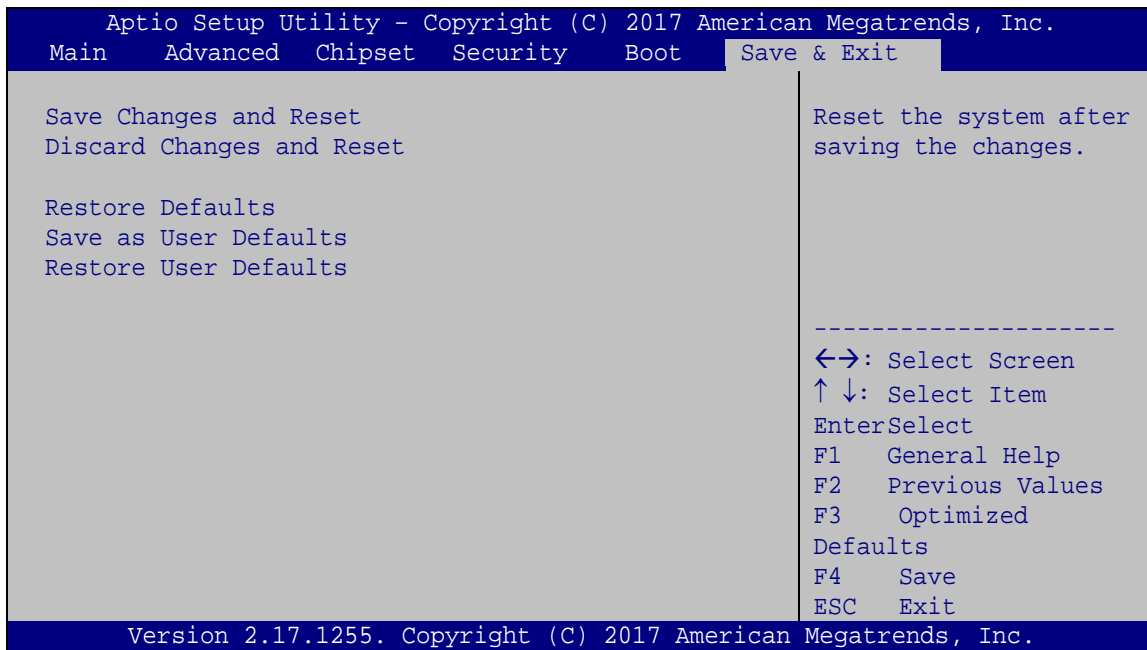 Aptio Setup Utility – Copyright (C) 2017 American Megatrends, Inc.
Main Advanced Chipset Security Boot Save & Exit
Save Changes and Reset
Discard Changes and Reset
Restore Defaults
Save as User Defaults
Restore User Defaults
Reset the system after
saving the changes.
---------------------
←→: Select Screen
↑ ↓: Select Item
EnterSelect
F1 General Help
F2 Previous Values
F3 Optimized
Defaults
F4 Save
ESC Exit
Version 2.17.1255. Copyright (C) 2017 American Megatrends, Inc.